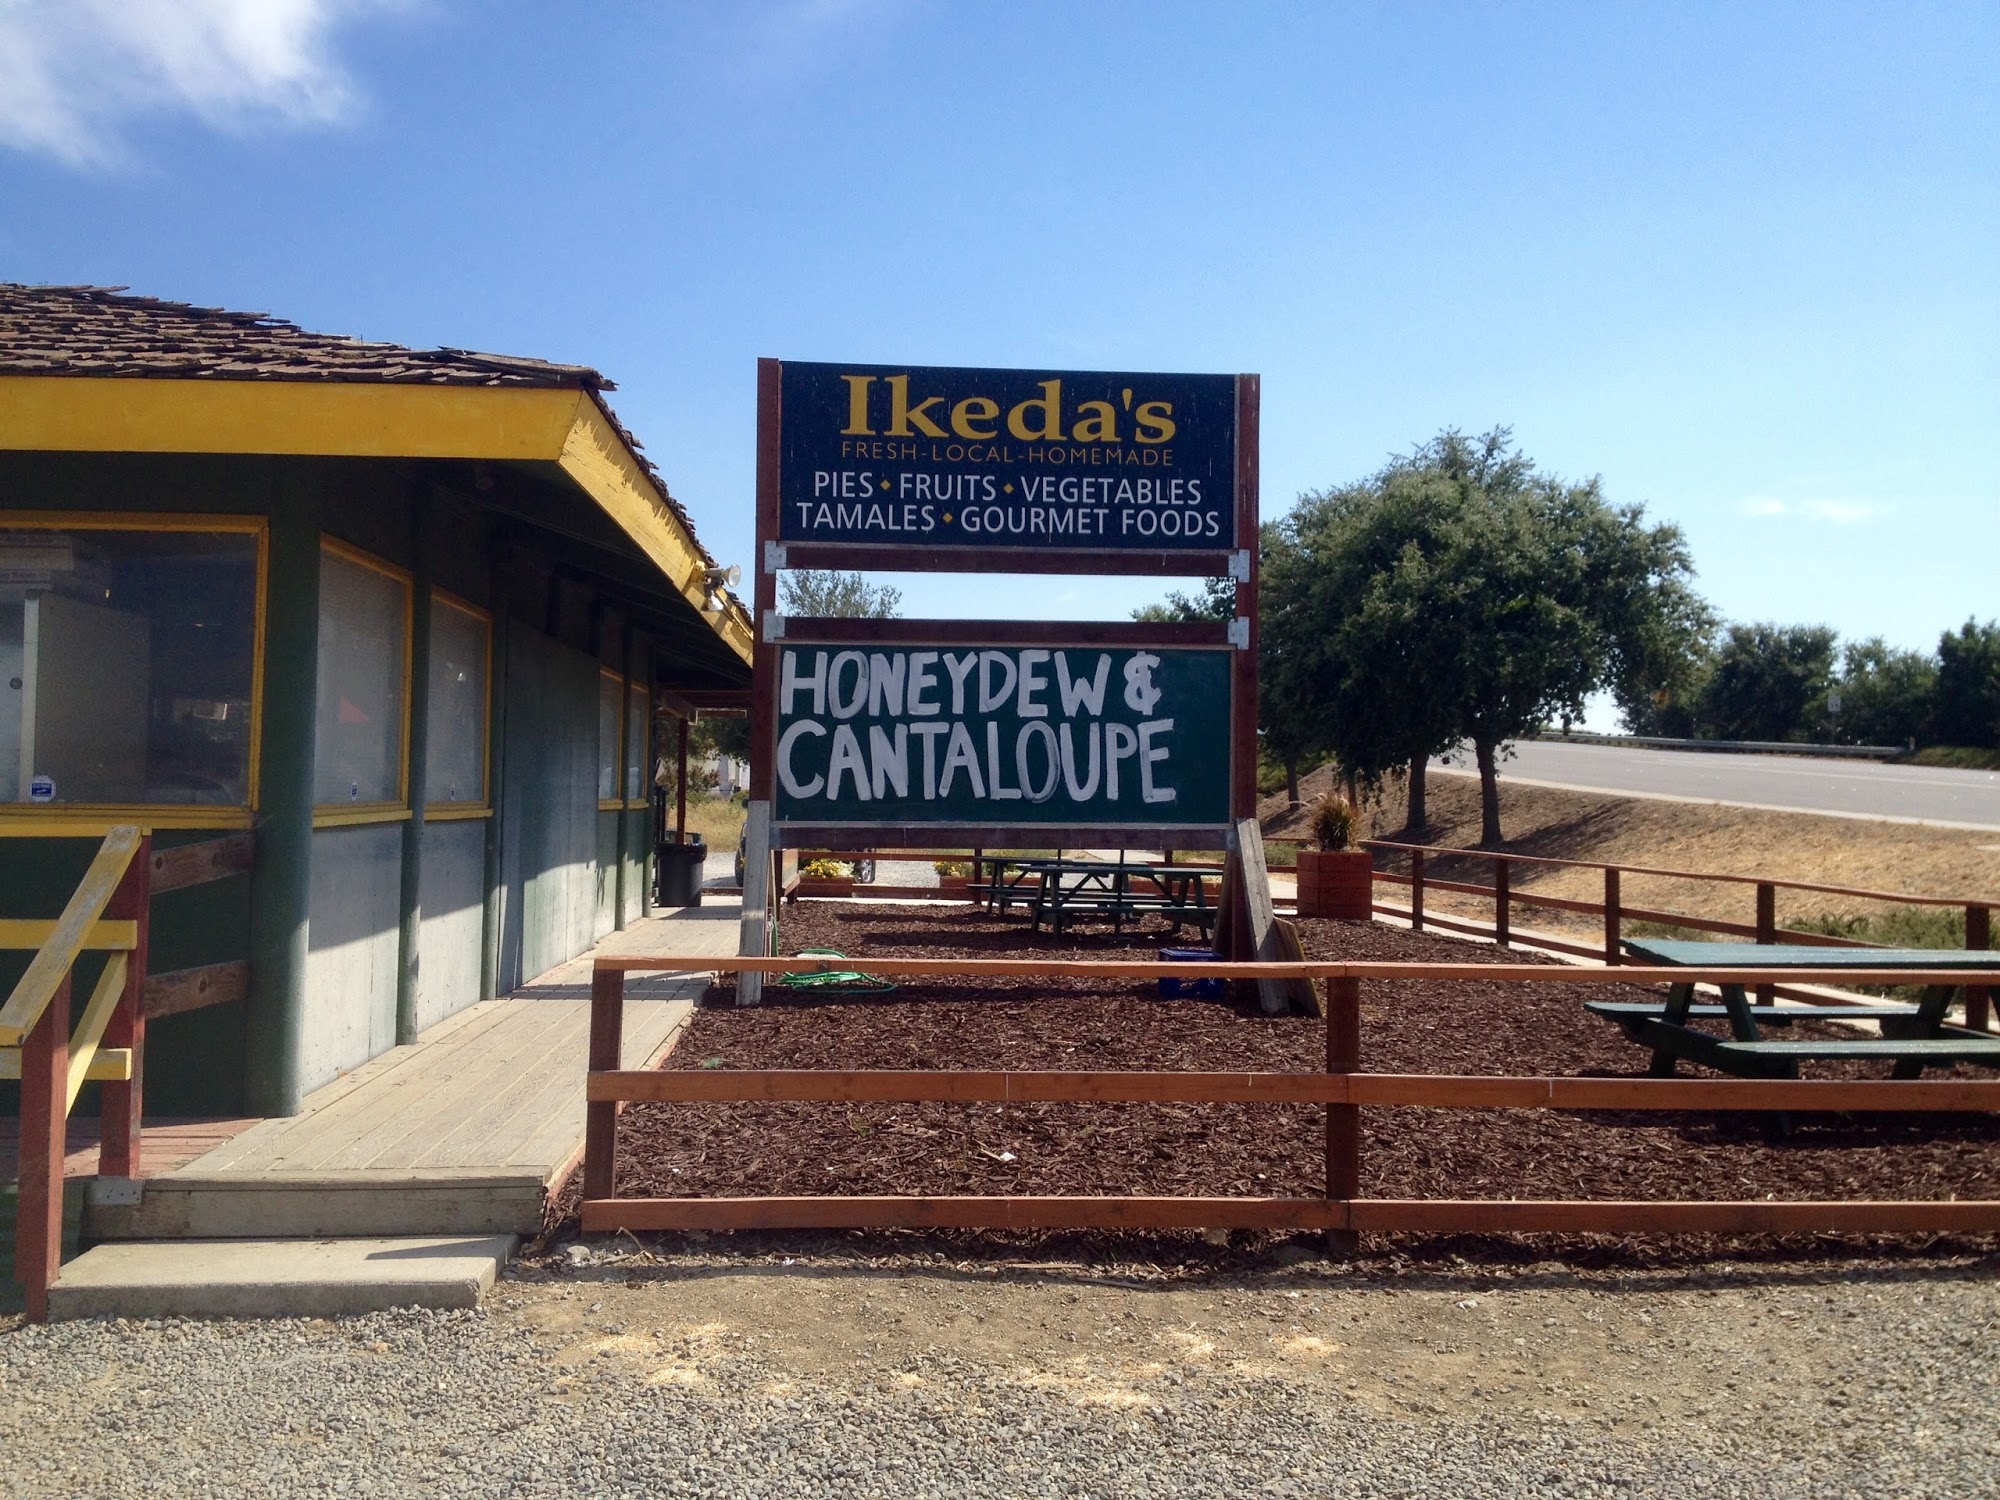 Ikeda's
FRESH-LOCAL-HOMEMADE
PIES ◆ FRUITS ◆ VEGETABLES
TAMALES ◆ GOURMET FOODS
HONEYDEW &
CANTALOUPE